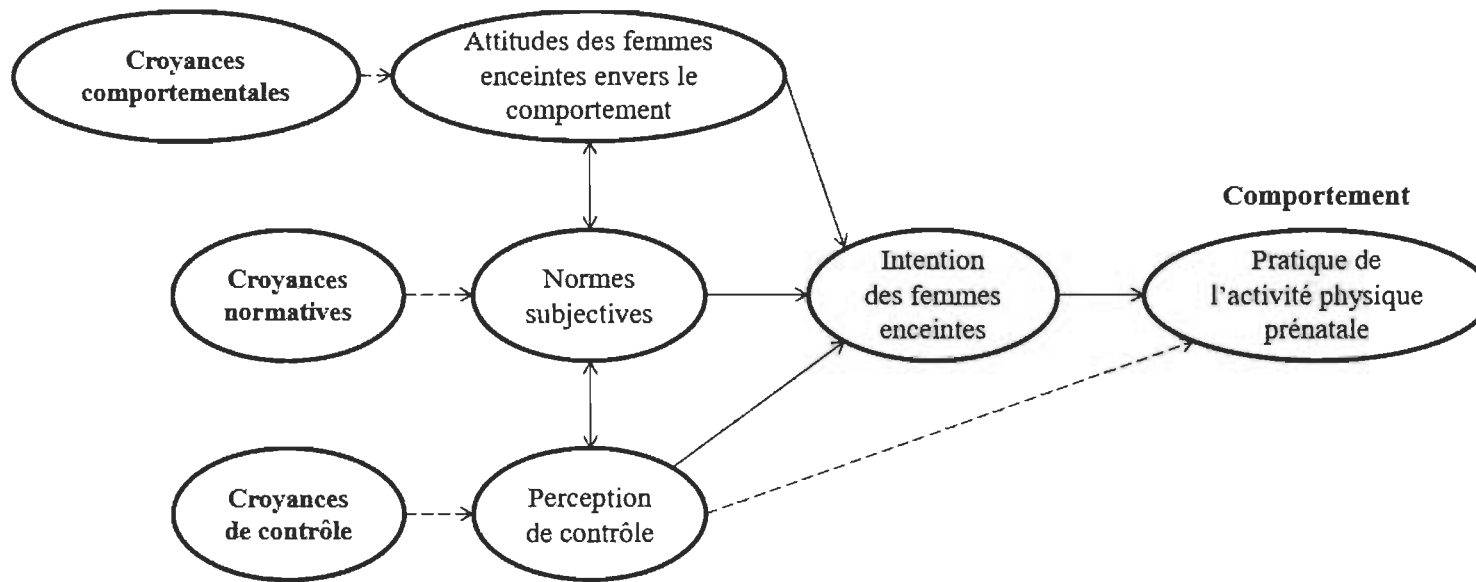 Croyances
comportementales
Attitudes des femmes
enceintes envers le
comportement
Comportement
Croyances
normatives
Normes
subjectives
Intention
des femmes
enceintes
Pratique de
l’activité physique
prénatale
Croyances
de contrôle
Perception
de contrôle